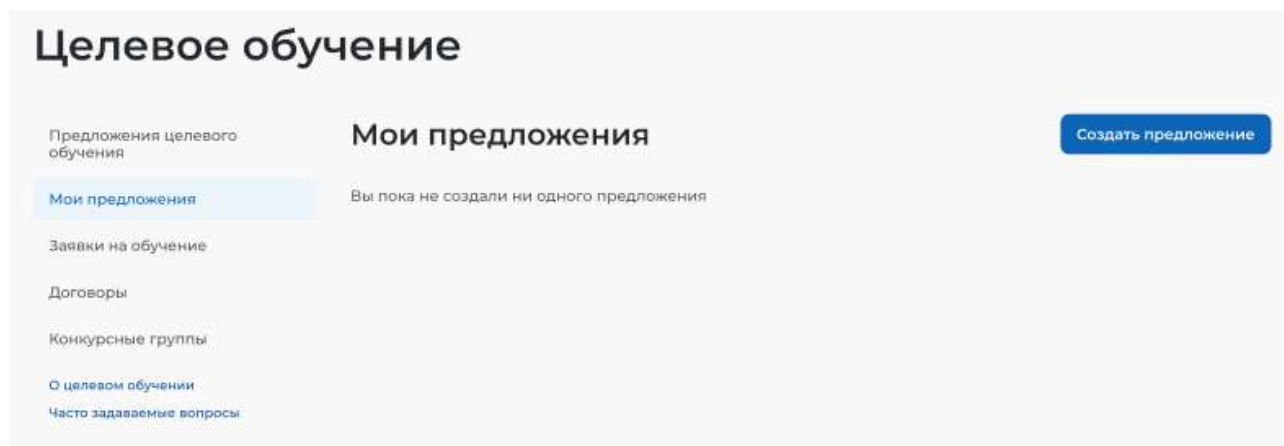 Целевое обучение
Предложения целевого
обучения
Мои предложения
Заявки на обучение
Договоры
Конкурсные группы
О целевом обучении
Часто задаваемые вопросы
Мои предложения
Создать предложение
Вы пока не создали ни одного предложения